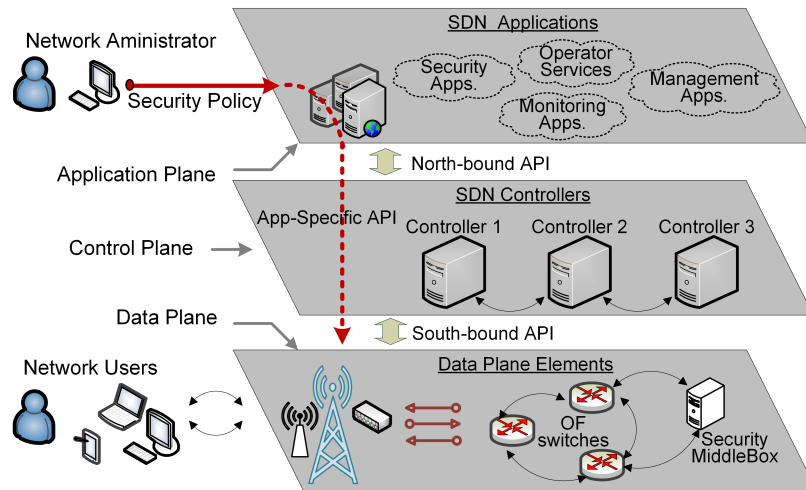 SDN Applications
Network Aministrator
Security Policy
Security
Apps.
Operator
Services
Management
Apps.
Monitoring
Apps.
Application Plane
North-bound API
SDN Controllers
App-Specific API
Controller 1
Controller 2
Controller 3
Control Plane
Data Plane
South-bound API
Network Users
Data Plane Elements
OF
switches
Security
MiddleBox